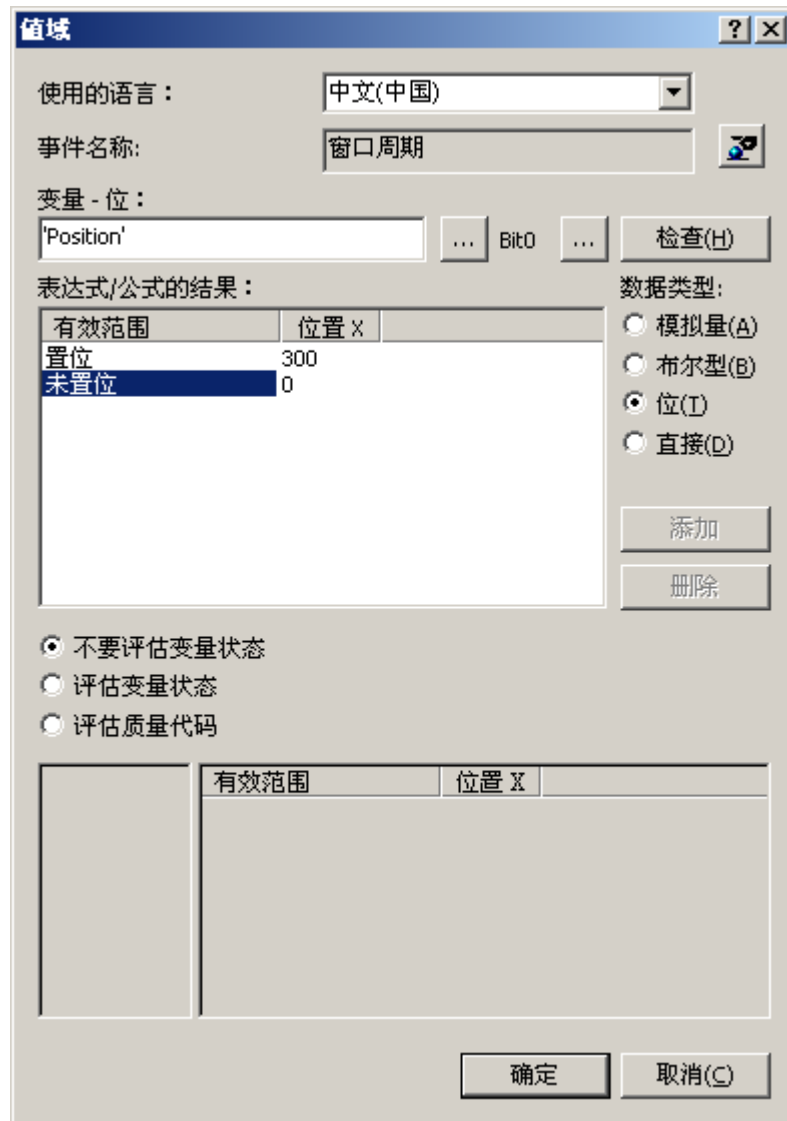 值域
使用的语言： 中文(中国)
事件名称: 窗口周期
变量 - 位：
'Position' ... Bit0 ... 检查(H)
表达式/公式的结果： 数据类型:
有效范围 位置 X
置位 300
未置位 0
模拟量(A)
布尔型(B)
位(T)
直接(D)
添加
删除
不要评估变量状态
评估变量状态
评估质量代码
有效范围 位置 X
确定 取消(C)